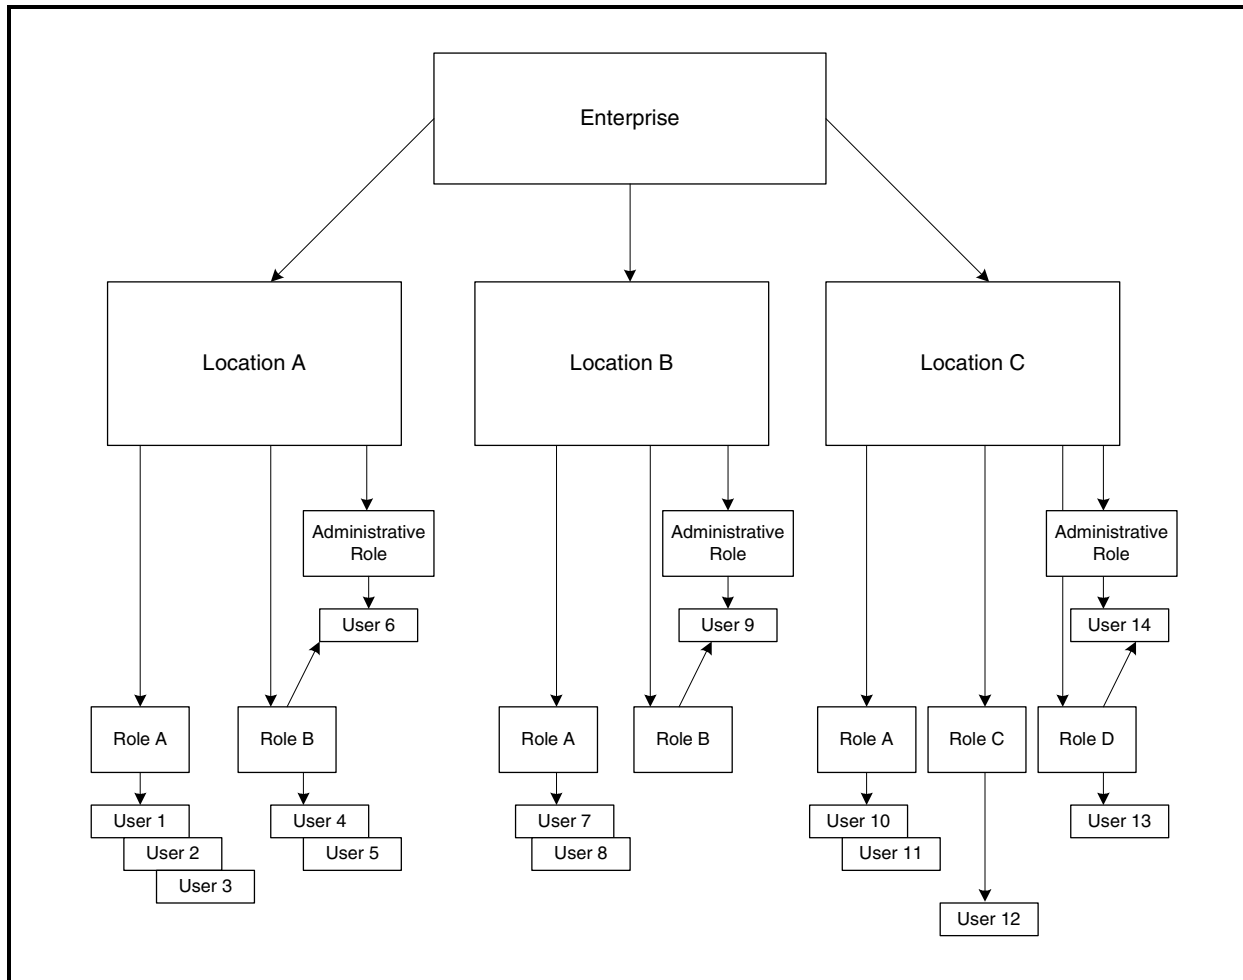 Enterprise
Location A
Location B
Location C
Administrative
Role
Administrative
Role
Administrative
Role
User 6
User 9
User 14
Role A
Role B
Role A
Role B
Role A
Role C
Role D
User 1
User 4
User 7
User 10
User 13
User 2
User 5
User 8
User 11
User 3
User 12